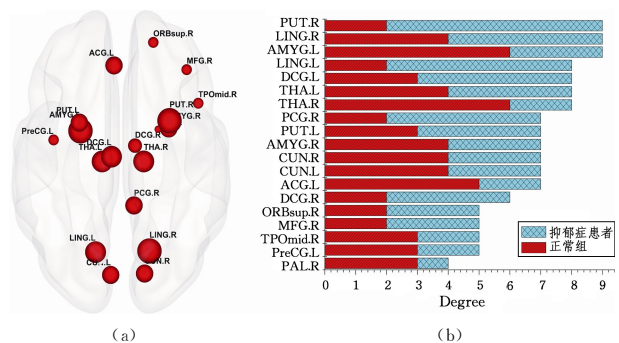 ORBsup.R
ACG.L
MFG.R
TPOmid.R
PUT.L
PUT.R
AMYG.L
YG.R
PreCG.L
DCG.R
DCG.L
THA.L
THA.R
PCG.R
LING.L
LING.R
(a)
PUT.R
LING.R
AMYG.L
LING.L
DCG.L
THA.L
THA.R
PCG.R
PUT.L
AMYG.R
CUN.R
CUN.L
ACG.L
DCG.R
ORBsup.R
MFG.R
TPOmid.R
PreCG.L
PAL.R
抑郁症患者
正常组
0 1 2 3 4 5 6 7 8 9
Degree
(b)